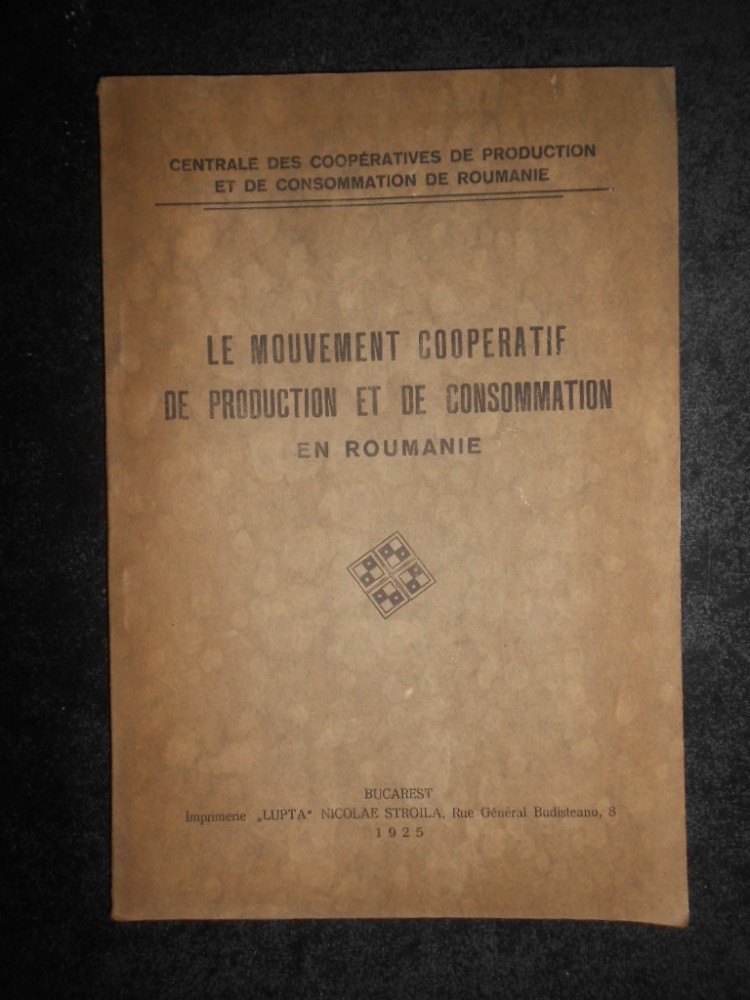 CENTRALE DES COOPÉRATIVES DE PRODUCTION
ET DE CONSOMMATION DE ROUMANIE
LE MOUVEMENT COOPERATIF
DE PRODUCTION ET DE CONSOMMATION
EN ROUMANIE
BUCAREST
Imprimerie „LUPTA“ NICOLAE STROILA, Rue Général Budisteano, 8
1925